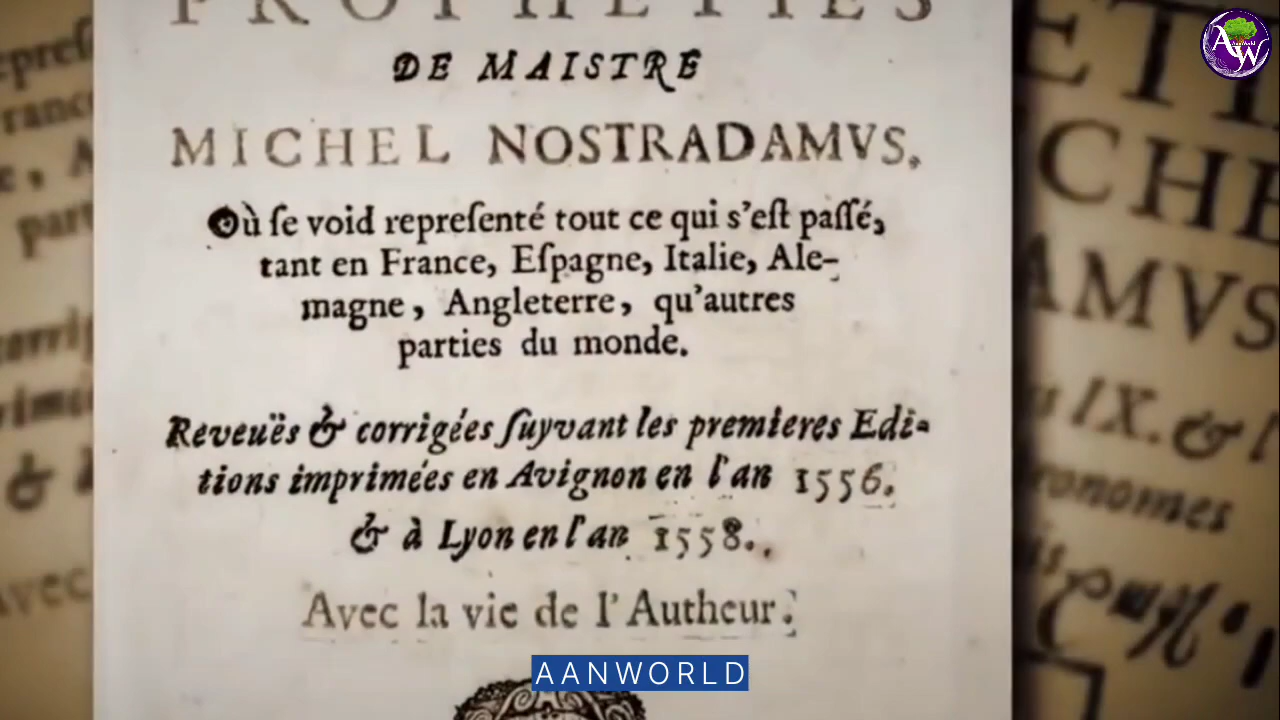 PROPHETIES
DE MAISTRE
MICHEL NOSTRADAMVS.
Où ſe void repreſenté tout ce qui s'eſt paſſé,
tant en France, Eſpagne, Italie, Ale-
magne, Angleterre, qu'autres
parties du monde.
Reveuës & corrigées ſuyvant les premieres Edi-
tions imprimées en Avignon en l'an 1556.
& à Lyon en l'an 1558.
Avec la vie de l'Autheur.
AANWORLD
AW